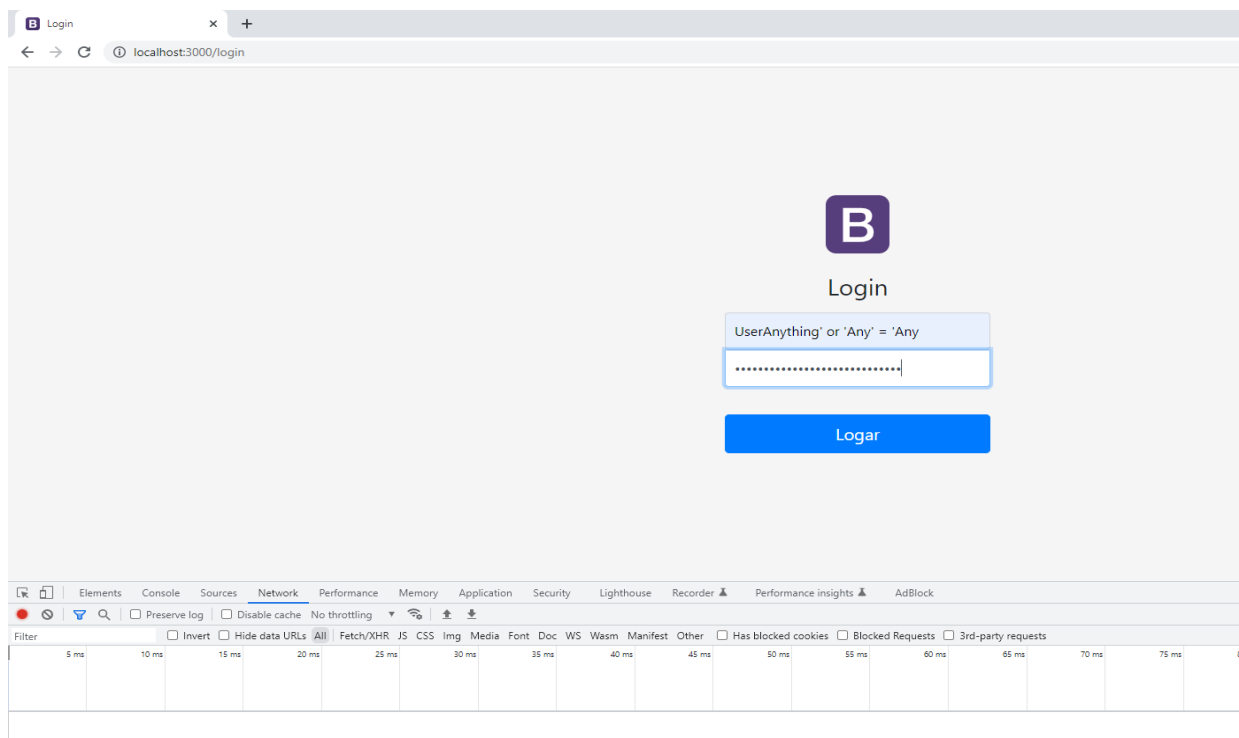 B Login × +
localhost:3000/login
B
Login
UserAnything' or 'Any' = 'Any
•••••••••••••••••••••••••••••
Logar
Elements Console Sources Network Performance Memory Application Security Lighthouse Recorder Performance insights AdBlock
Preserve log Disable cache No throttling
Filter Invert Hide data URLs All Fetch/XHR JS CSS Img Media Font Doc WS Wasm Manifest Other Has blocked cookies Blocked Requests 3rd-party requests
5 ms 10 ms 15 ms 20 ms 25 ms 30 ms 35 ms 40 ms 45 ms 50 ms 55 ms 60 ms 65 ms 70 ms 75 ms